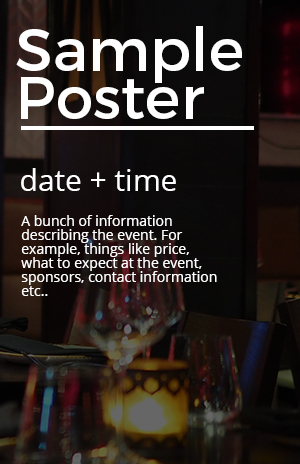 Sample
Poster
date + time
A bunch of information
describing the event. For
example, things like price,
what to expect at the event,
sponsors, contact information
etc..